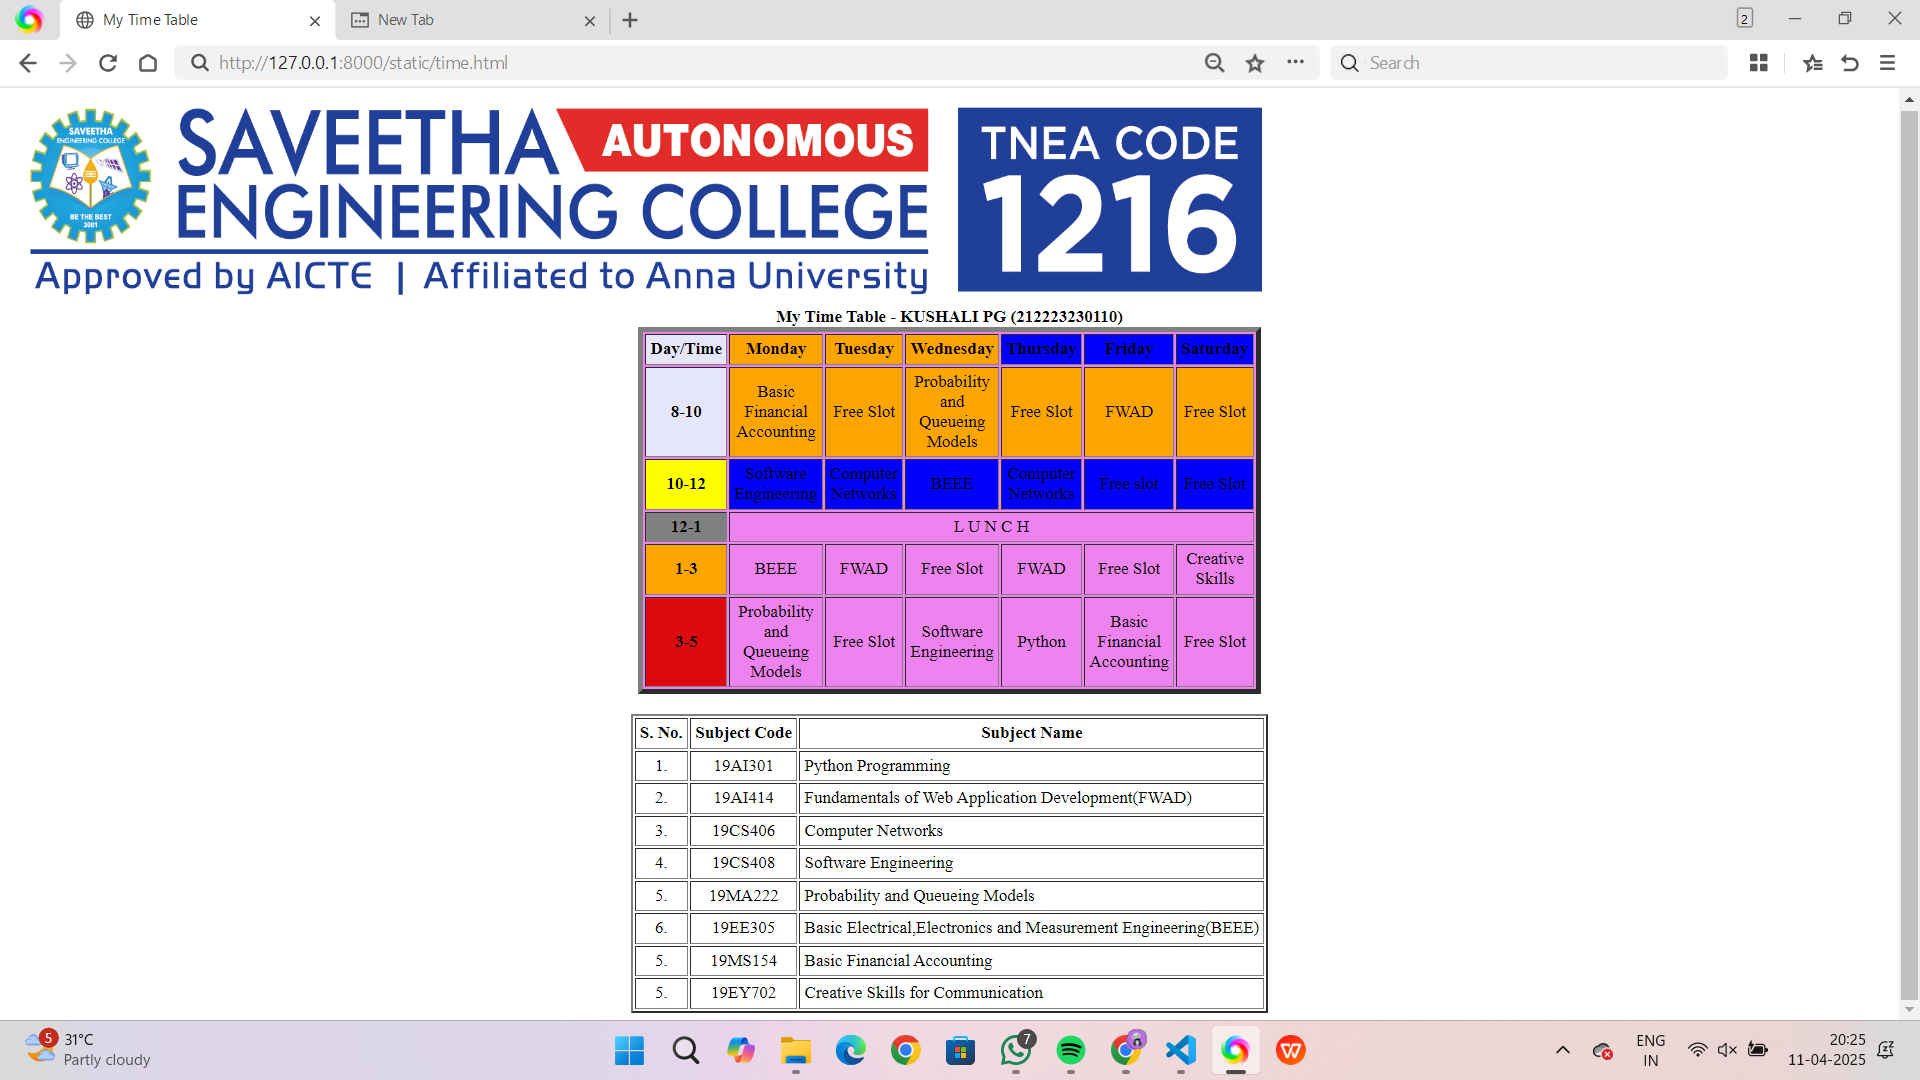 My Time Table
New Tab
2
http://127.0.0.1:8000/static/time.html
Search
SAVEETHA
ENGINEERING COLLEGE
BE THE BEST
2001
SAVEETHA AUTONOMOUS
ENGINEERING COLLEGE
Approved by AICTE | Affiliated to Anna University
TNEA CODE
1216
My Time Table - KUSHALI PG (212223230110)
Day/Time Monday Tuesday Wednesday Thursday Friday Saturday
8-10 Basic Financial Accounting Free Slot Probability and Queueing Models Free Slot FWAD Free Slot
10-12 Software Engineering Computer Networks BEEE Computer Networks Free slot Free Slot
12-1 L U N C H
1-3 BEEE FWAD Free Slot FWAD Free Slot Creative Skills
3-5 Probability and Queueing Models Free Slot Software Engineering Python Basic Financial Accounting Free Slot
S. No. Subject Code Subject Name
1. 19AI301 Python Programming
2. 19AI414 Fundamentals of Web Application Development(FWAD)
3. 19CS406 Computer Networks
4. 19CS408 Software Engineering
5. 19MA222 Probability and Queueing Models
6. 19EE305 Basic Electrical,Electronics and Measurement Engineering(BEEE)
5. 19MS154 Basic Financial Accounting
5. 19EY702 Creative Skills for Communication
5
31°C
Partly cloudy
7
ENG
IN
20:25
11-04-2025